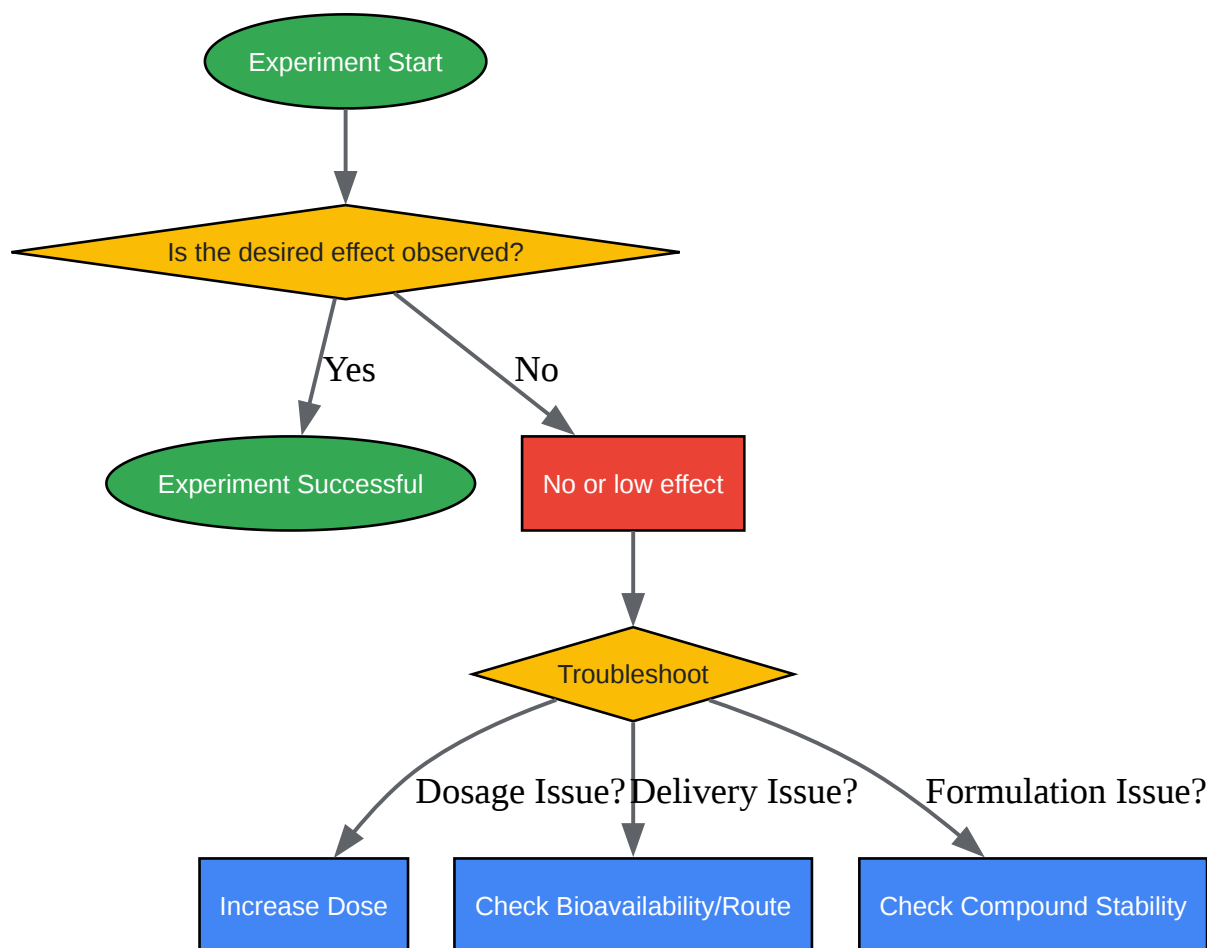 Experiment Start
Is the desired effect observed?
Yes
No
Experiment Successful
No or low effect
Troubleshoot
Dosage Issue?
Delivery Issue?
Formulation Issue?
Increase Dose
Check Bioavailability/Route
Check Compound Stability